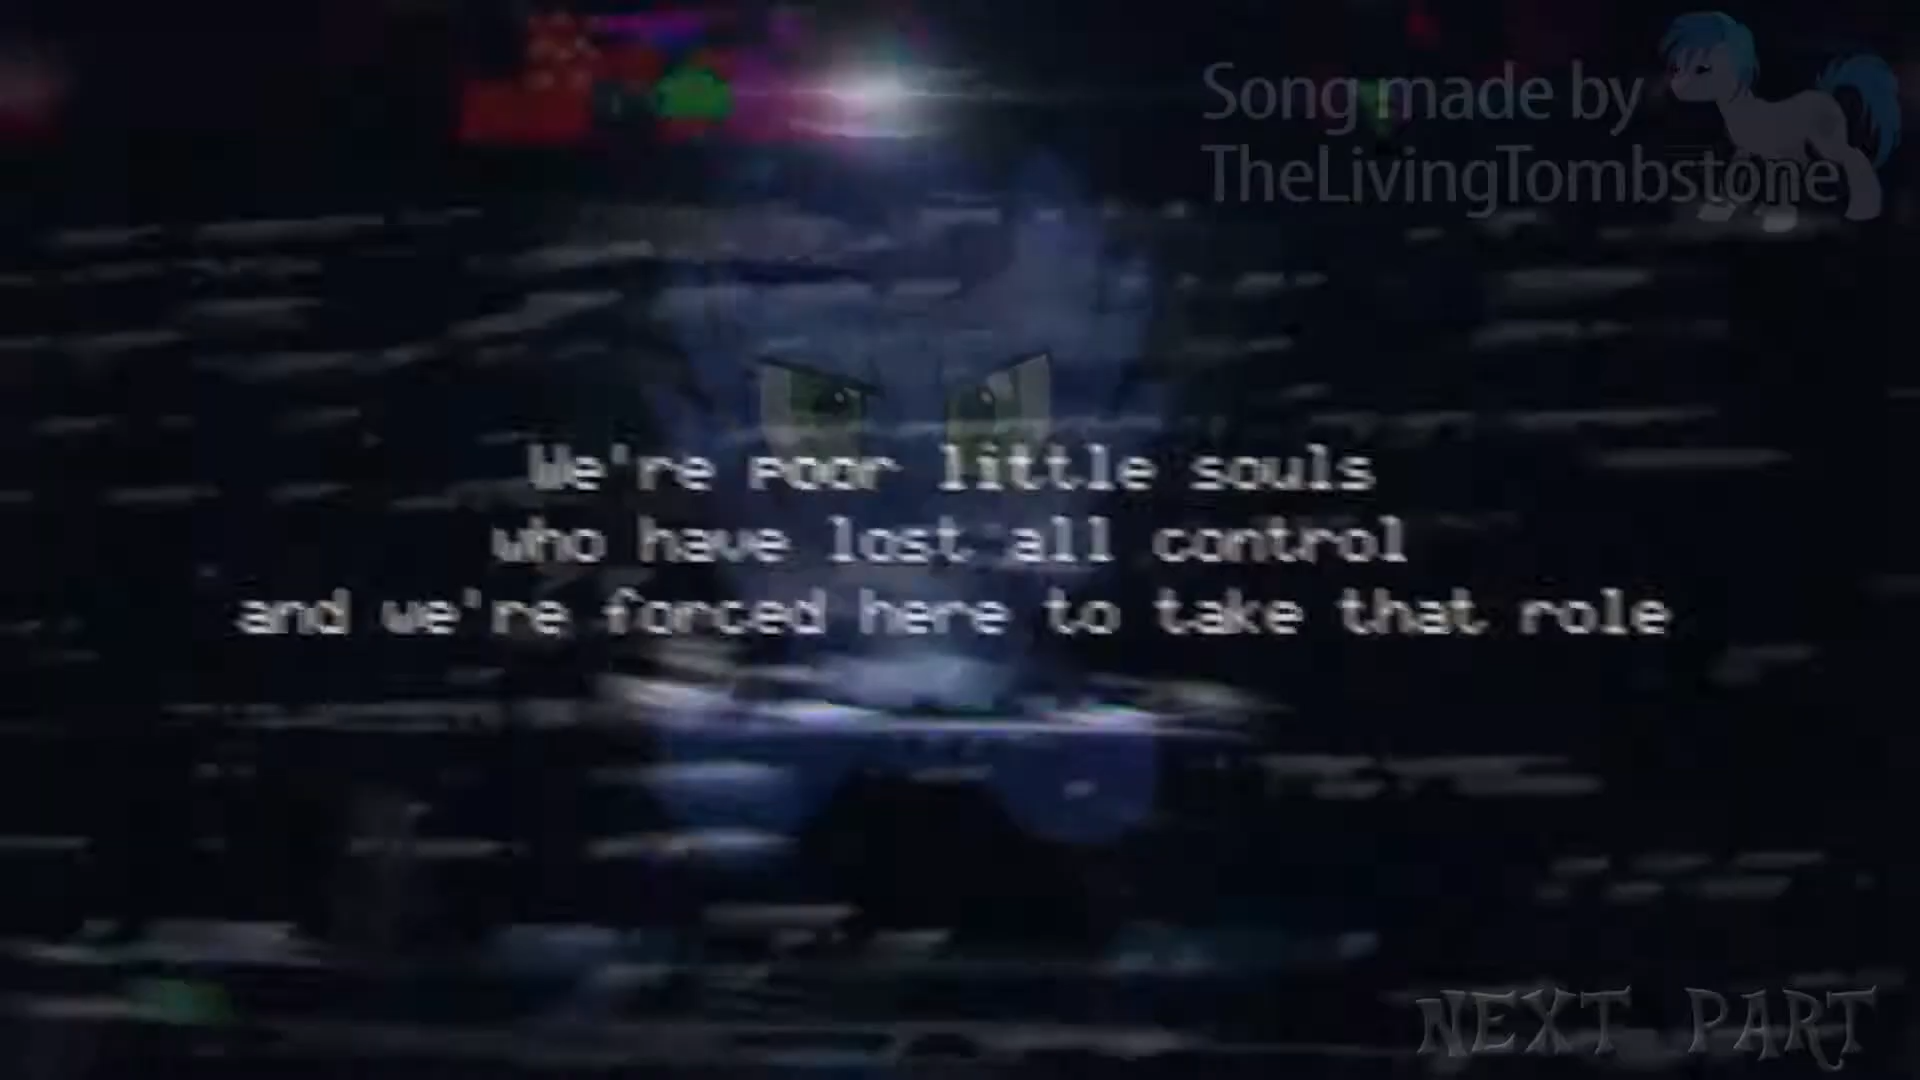 Song made by
TheLivingTombstone
We're poor little souls
who have lost all control
and we're forced here to take that role
NEXT PART